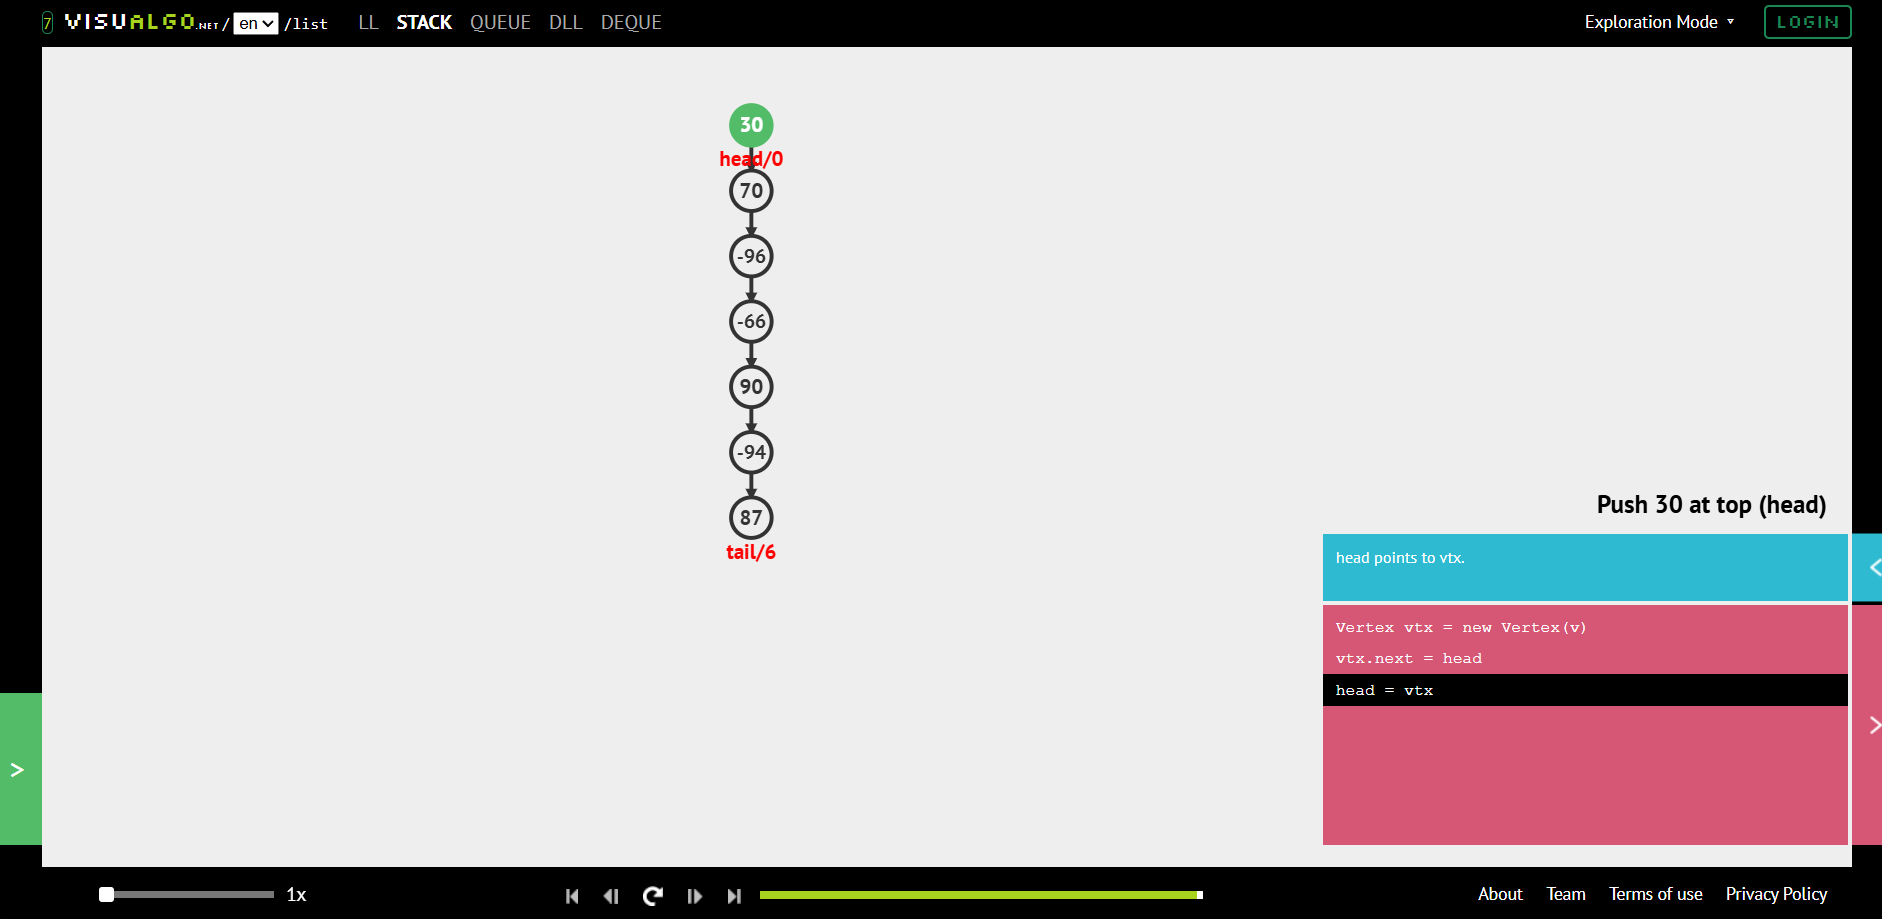 7 VISUALGO.NET/ en /list LL STACK QUEUE DLL DEQUE Exploration Mode ▾ LOGIN
30
head/0
70
-96
-66
90
-94
87
tail/6
Push 30 at top (head)
head points to vtx.
Vertex vtx = new Vertex(v)
vtx.next = head
head = vtx
1x About Team Terms of use Privacy Policy